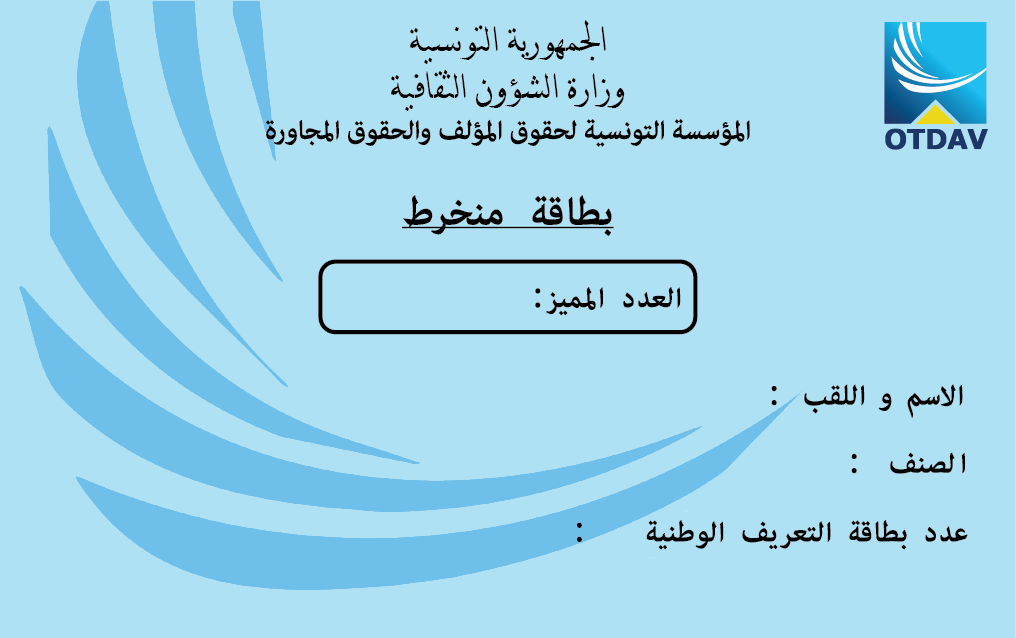 الجمهورية التونسية
وزارة الشؤون الثقافية
المؤسسة التونسية لحقوق المؤلف والحقوق المجاورة
OTDAV
بطاقة منخرط
العدد المميز:
الاسم و اللقب :
الصنف :
عدد بطاقة التعريف الوطنية :